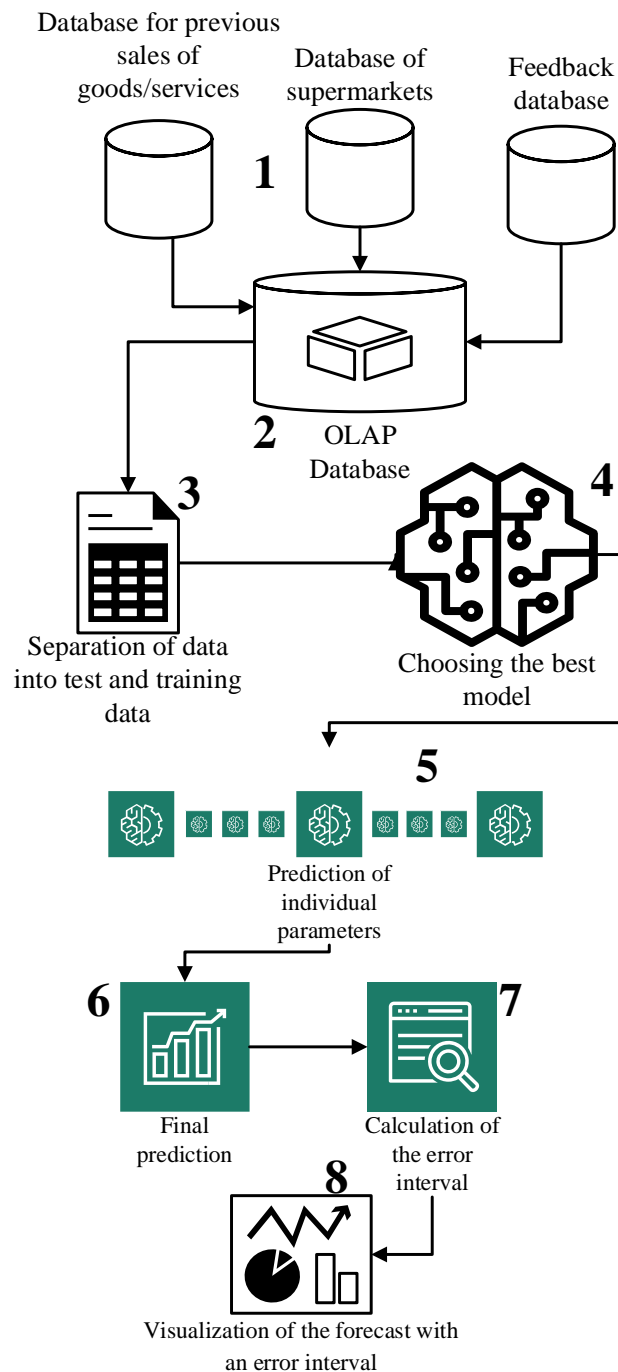 Database for previous
sales of
goods/services
Database of
supermarkets
Feedback
database
1
2
OLAP
Database
3
Separation of data
into test and training
data
4
Choosing the best
model
5
Prediction of
individual
parameters
6
Final
prediction
7
Calculation of
the error
interval
8
Visualization of the forecast with
an error interval